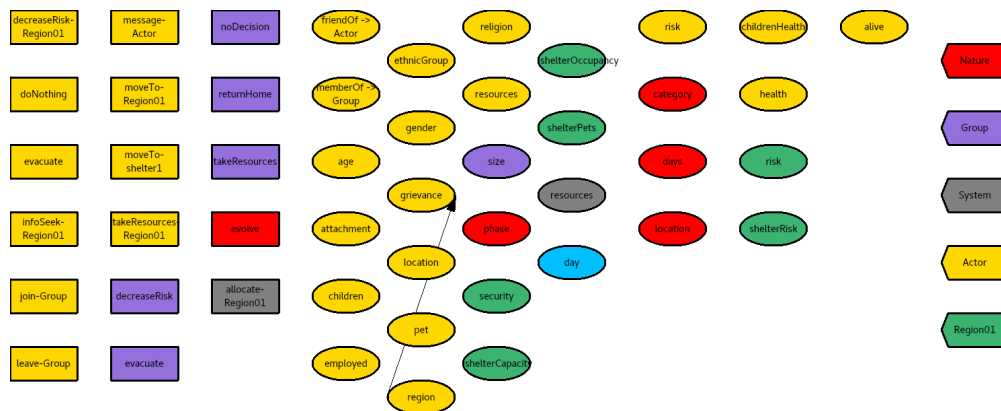 decreaseRisk-
Region01
message-
Actor
noDecision
friendOf ->
Actor
religion
risk
childrenHealth
alive
ethnicGroup
shelterOccupancy
Nature
doNothing
moveTo-
Region01
returnHome
memberOf ->
Group
resources
category
health
gender
shelterPets
Group
evacuate
moveTo-
shelter1
takeResources
age
size
days
risk
grievance
resources
System
infoSeek-
Region01
takeResources-
Region01
evolve
attachment
phase
location
shelterRisk
location
day
Actor
join-Group
decreaseRisk
allocate-
Region01
children
security
pet
Region01
leave-Group
evacuate
employed
shelterCapacity
region